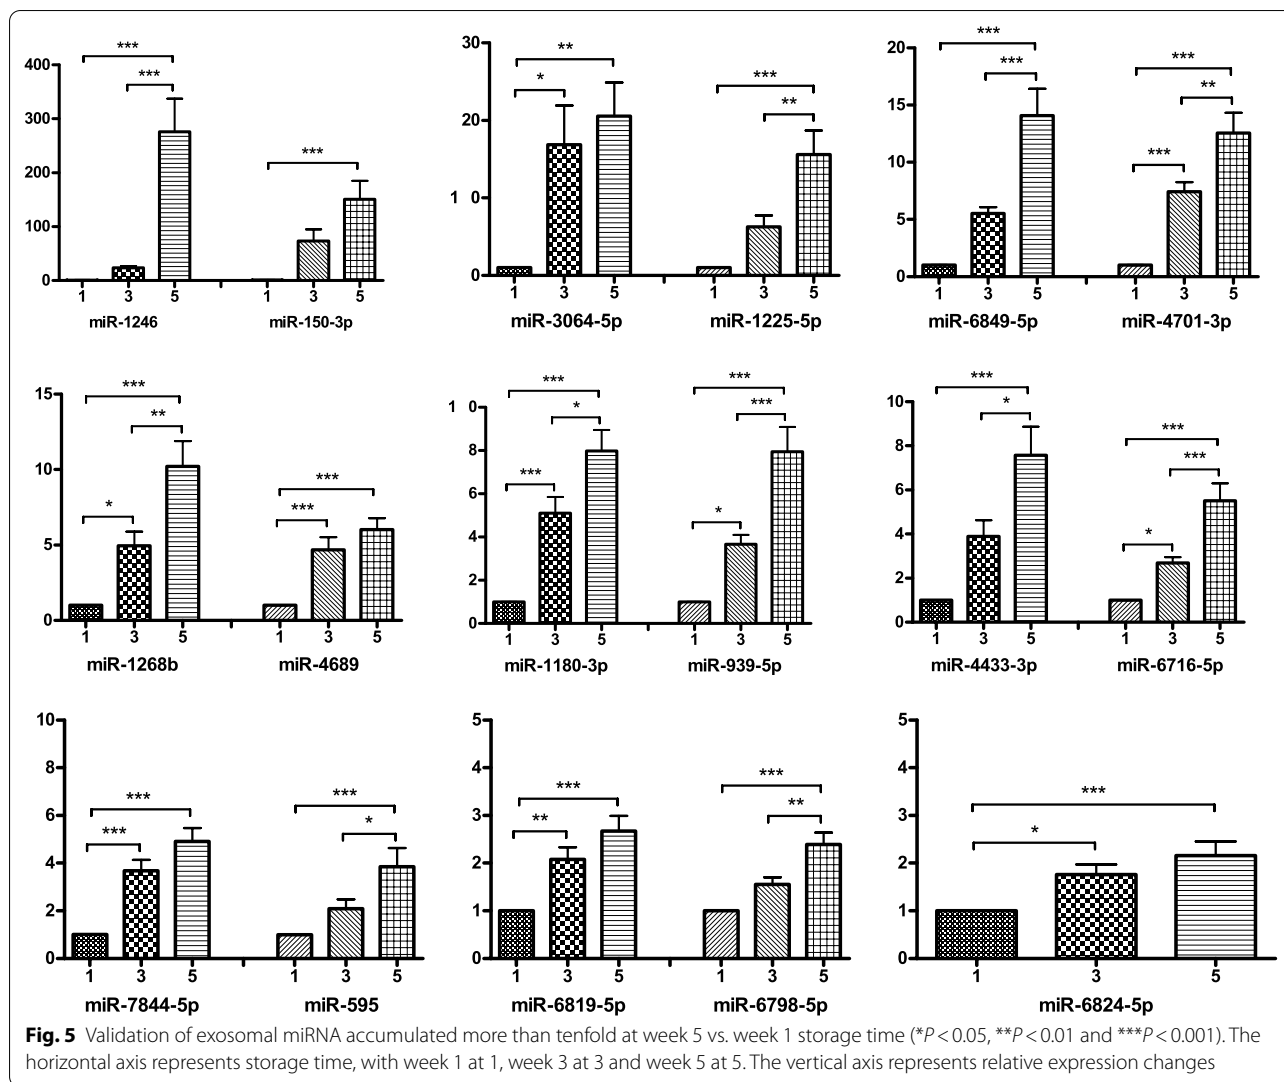 *** *** ***
400 300 200 100 0
1 3 5 1 3 5
miR-1246 miR-150-3p
** * *** **
30 20 1 0 0
1 3 5 1 3 5
miR-3064-5p miR-1225-5p
*** *** *** ** ***
20 15 10 5 0
1 3 5 1 3 5
miR-6849-5p miR-4701-3p
*** ** * *** ***
15 10 5 0
1 3 5 1 3 5
miR-1268b miR-4689
*** * *** *** *** *
1 0 8 6 4 2 0
1 3 5 1 3 5
miR-1180-3p miR-939-5p
*** * *** *** *
10 8 6 4 2 0
1 3 5 1 3 5
miR-4433-3p miR-6716-5p
*** *** *** *
10 8 6 4 2 0
1 3 5 1 3 5
miR-7844-5p miR-595
*** ** *** **
5 4 3 2 1 0
1 3 5 1 3 5
miR-6819-5p miR-6798-5p
*** *
5 4 3 2 1 0
1 3 5
miR-6824-5p
Fig. 5 Validation of exosomal miRNA accumulated more than tenfold at week 5 vs. week 1 storage time (*P < 0.05, **P < 0.01 and ***P < 0.001). The
horizontal axis represents storage time, with week 1 at 1, week 3 at 3 and week 5 at 5. The vertical axis represents relative expression changes